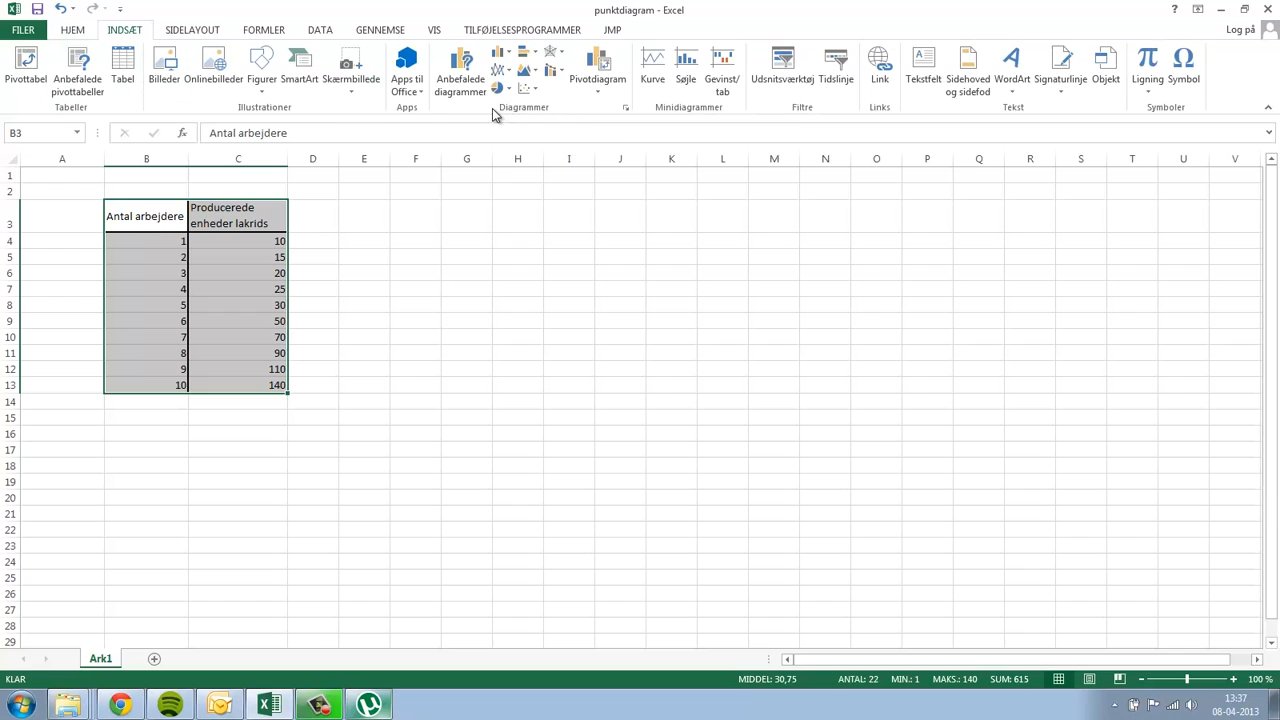 punktdiagram - Excel
FILER HJEM INDSÆT SIDELAYOUT FORMLER DATA GENNEMSE VIS TILFØJELSESPROGRAMMER JMP Log på
Pivottabel Anbefalede pivottabeller Tabel Billeder Onlinebilleder Figurer SmartArt Skærmbillede Apps til Office Anbefalede diagrammer Pivotdiagram Kurve Søjle Gevinst/tab Udsnitsværktøj Tidslinje Link Tekstfelt Sidehoved og sidefod WordArt Signaturlinje Objekt Ligning Symbol
Tabeller Illustrationer Apps Diagrammer Minidiagrammer Filtre Links Tekst Symboler
B3 fx Antal arbejdere
A B C D E F G H I J K L M N O P Q R S T U V
1
2
3 Antal arbejdere Producerede enheder lakrids
4 1 10
5 2 15
6 3 20
7 4 25
8 5 30
9 6 50
10 7 70
11 8 90
12 9 110
13 10 140
14
15
16
17
18
19
20
21
22
23
24
25
26
27
28
29
Ark1
KLAR MIDDEL: 30,75 ANTAL: 22 MIN.: 1 MAKS.: 140 SUM: 615 100 %
13:37
08-04-2013